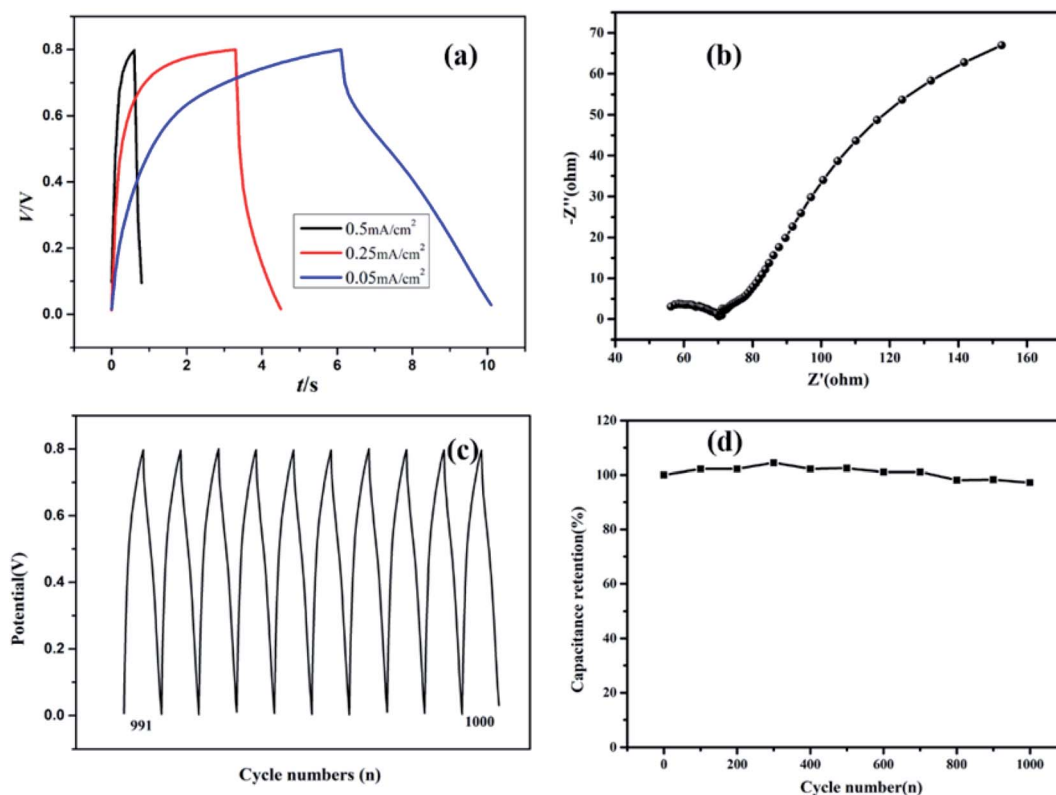 (a)
0.8
0.6
0.4
0.2
0.0
V/V
0.5mA/cm²
0.25mA/cm²
0.05mA/cm²
0 2 4 6 8 10
t/s
(b)
70
60
50
40
30
20
10
0
-Z''(ohm)
40 60 80 100 120 140 160
Z'(ohm)
(c)
0.8
0.6
0.4
0.2
0.0
Potential(V)
991 1000
Cycle numbers (n)
(d)
120
100
80
60
40
20
0
Capacitance retention(%)
0 200 400 600 800 1000
Cycle number(n)